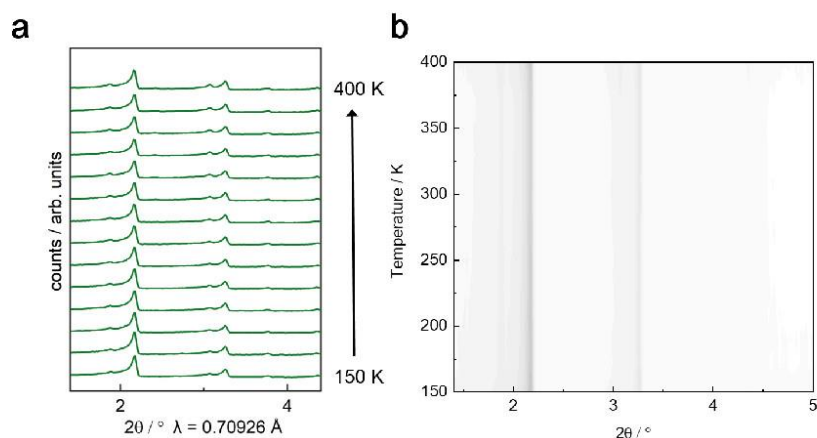 a
400 K
150 K
counts / arb. units
2 4
2θ / ° λ = 0.70926 Å
b
400
350
300
250
200
150
Temperature / K
2 3 4 5
2θ / °